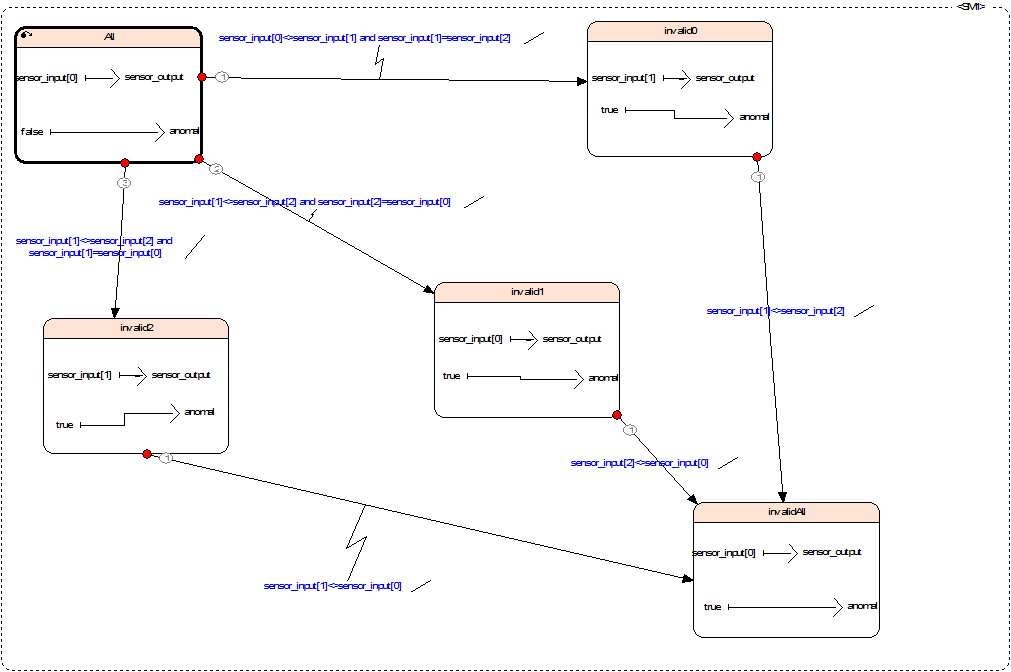 <SM1>
All
sensor_input[0]
sensor_output
false
anomal
1
sensor_input[0]<>sensor_input[1] and sensor_input[1]=sensor_input[2]
invalid0
sensor_input[1]
sensor_output
true
anomal
1
2
sensor_input[1]<>sensor_input[2] and sensor_input[2]=sensor_input[0]
3
sensor_input[1]<>sensor_input[2] and
sensor_input[1]=sensor_input[0]
sensor_input[1]<>sensor_input[2]
invalid1
sensor_input[0]
sensor_output
true
anomal
1
sensor_input[2]<>sensor_input[0]
invalid2
sensor_input[1]
sensor_output
true
anomal
1
sensor_input[1]<>sensor_input[0]
invalidAll
sensor_input[0]
sensor_output
true
anomal